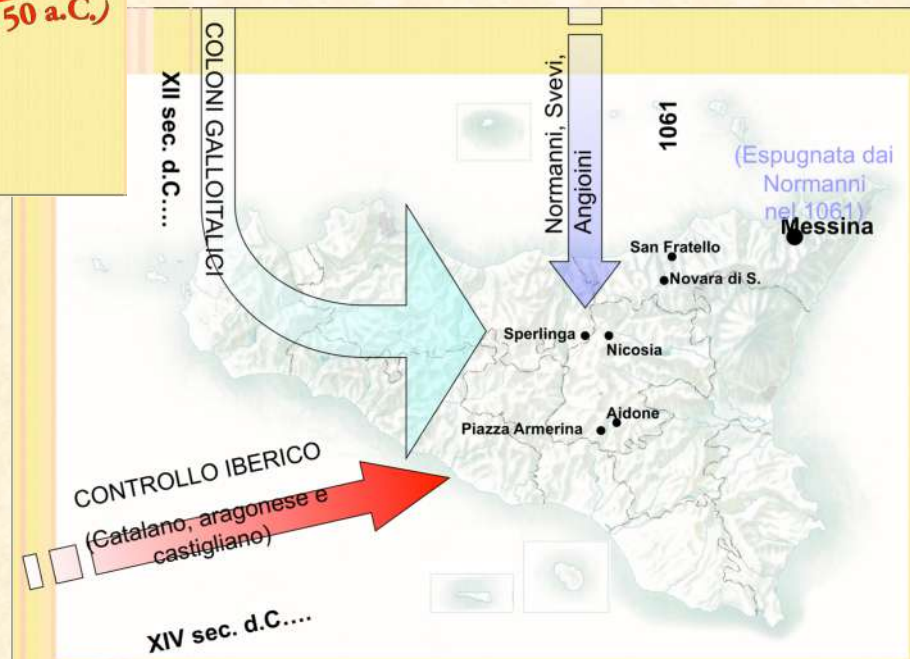 50 a.C.)
COLONI GALLOITALICI
XII sec. d.C....
Normanni, Svevi,
Angioini
1061
(Espugnata dai
Normanni
nel 1061)
Messina
San Fratello
Novara di S.
Sperlinga
Nicosia
Aidone
Piazza Armerina
CONTROLLO IBERICO
(Catalano, aragonese e
castigliano)
XIV sec. d.C....